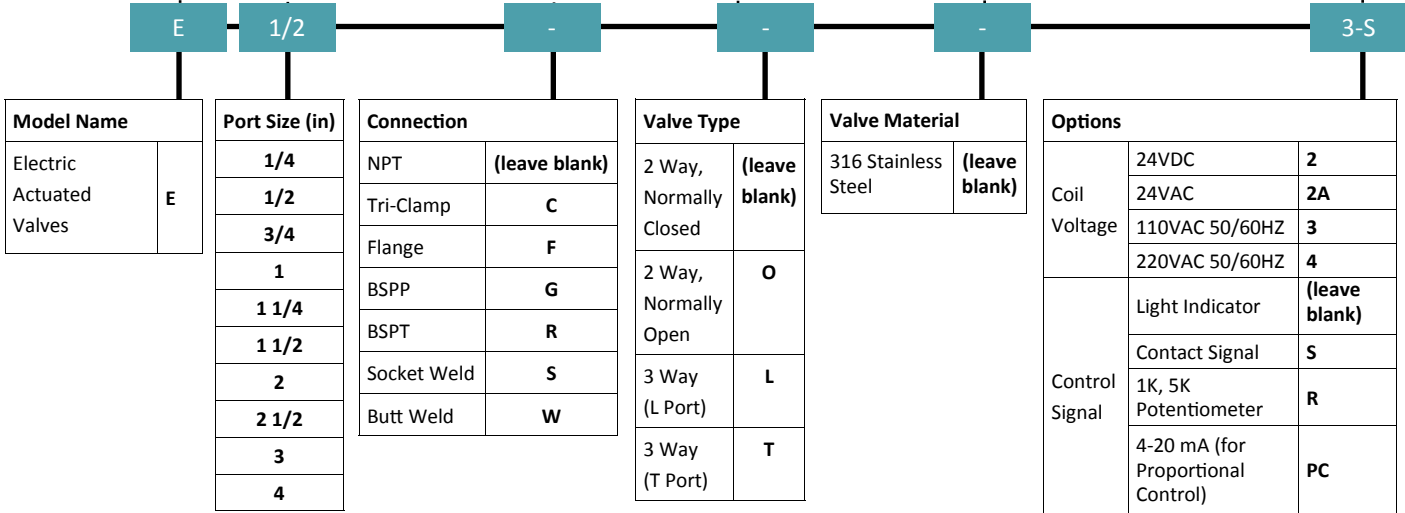 E 1/2 - - - 3-S
Model Name
Electric
Actuated
Valves
E
Port Size (in)
1/4
1/2
3/4
1
1 1/4
1 1/2
2
2 1/2
3
4
Connection
NPT (leave blank)
Tri-Clamp C
Flange F
BSPP G
BSPT R
Socket Weld S
Butt Weld W
Valve Type
2 Way,
Normally
Closed
(leave
blank)
2 Way,
Normally
Open
O
3 Way
(L Port)
L
3 Way
(T Port)
T
Valve Material
316 Stainless
Steel
(leave
blank)
Options
Coil
Voltage
24VDC 2
24VAC 2A
110VAC 50/60HZ 3
220VAC 50/60HZ 4
Control
Signal
Light Indicator
(leave
blank)
Contact Signal S
1K, 5K
Potentiometer
R
4-20 mA (for
Proportional
Control)
PC